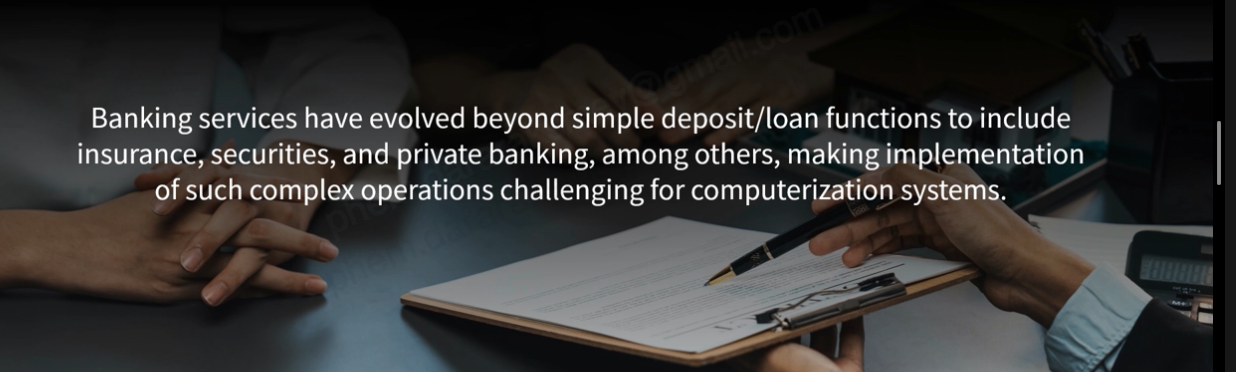 Banking services have evolved beyond simple deposit/loan functions to include
insurance, securities, and private banking, among others, making implementation
of such complex operations challenging for computerization systems.